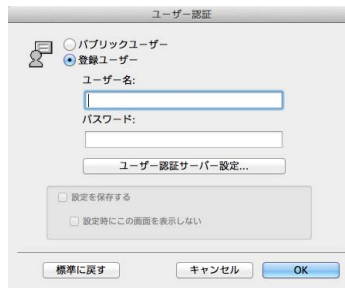 ユーザー認証
パブリックユーザー
登録ユーザー
ユーザー名:
パスワード:
ユーザー認証サーバー設定...
設定を保存する
設定時にこの画面を表示しない
標準に戻す
キャンセル
OK